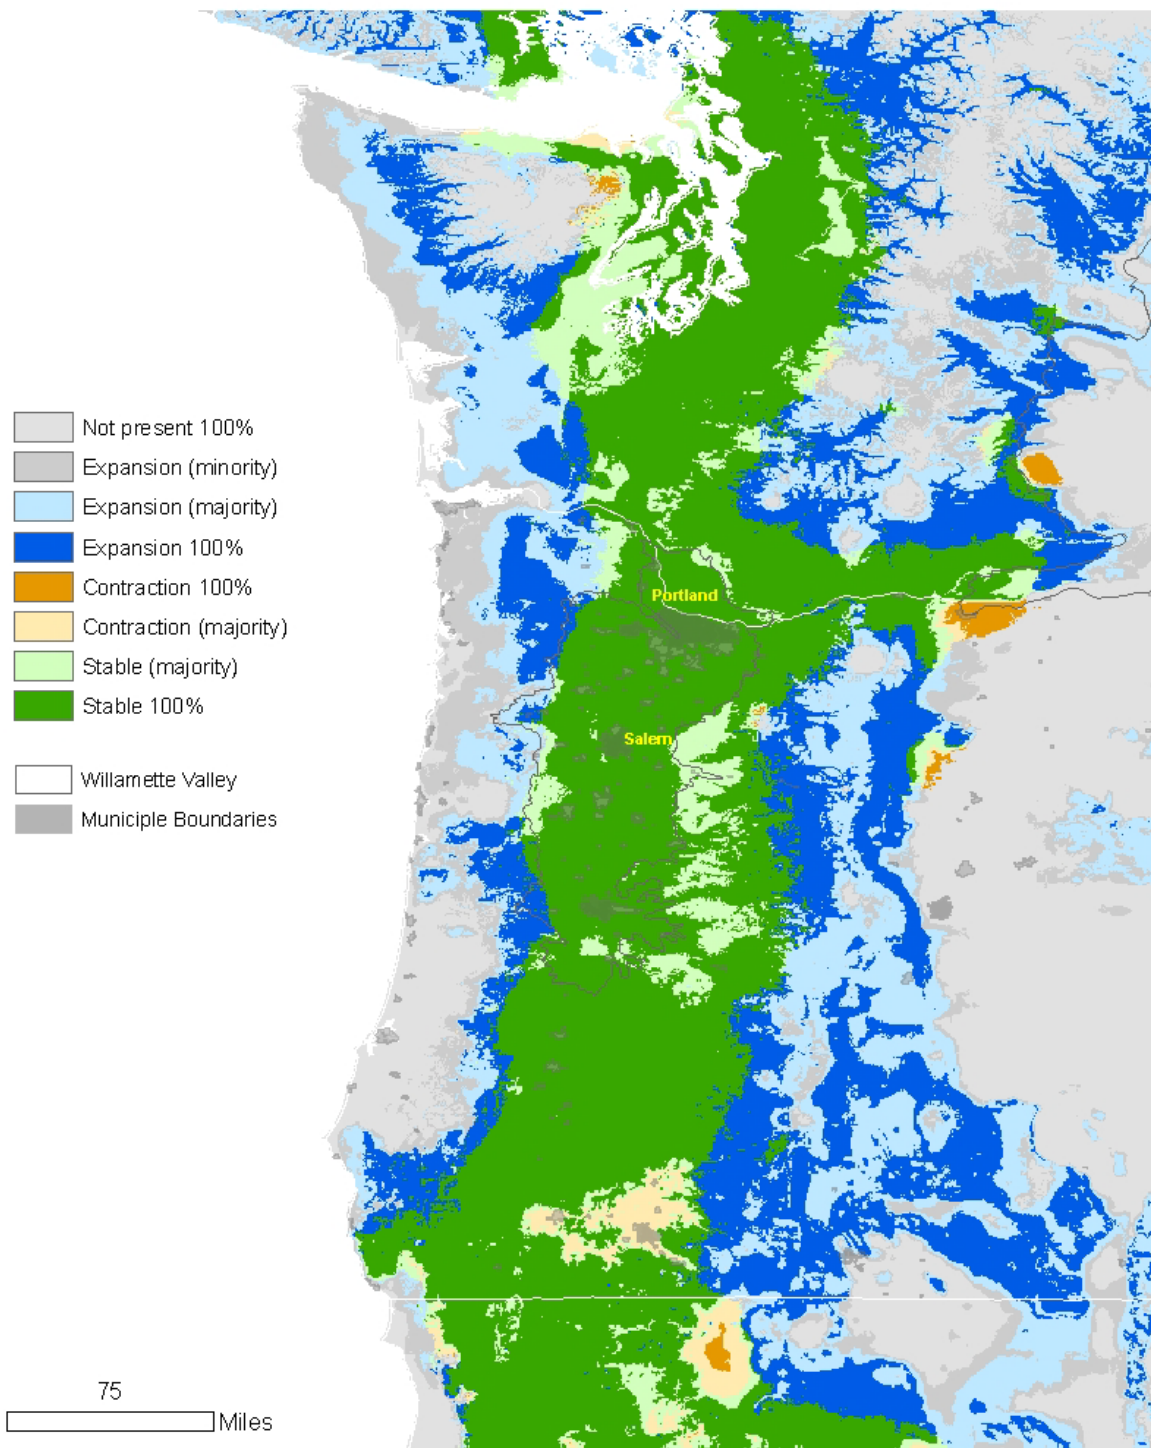 Not present 100%
Expansion (minority)
Expansion (majority)
Expansion 100%
Contraction 100%
Contraction (majority)
Stable (majority)
Stable 100%
Willamette Valley
Municiple Boundaries
Portland
Salem
75
Miles